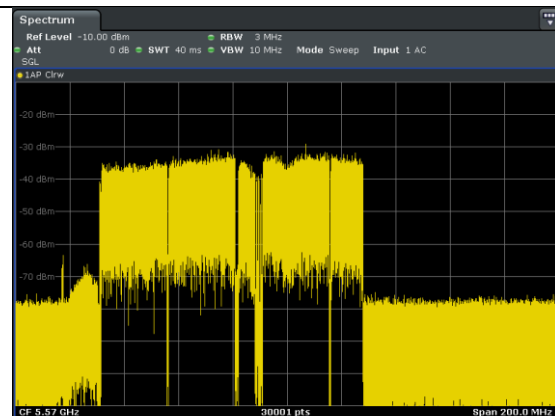 Spectrum
Ref Level -10.00 dBm RBW 3 MHz
Att 0 dB SWT 40 ms VBW 10 MHz Mode Sweep Input 1 AC
SGL
1AP Clrw
-20 dBm
-30 dBm
-40 dBm
-50 dBm
-60 dBm
-70 dBm
CF 5.57 GHz 30001 pts Span 200.0 MHz